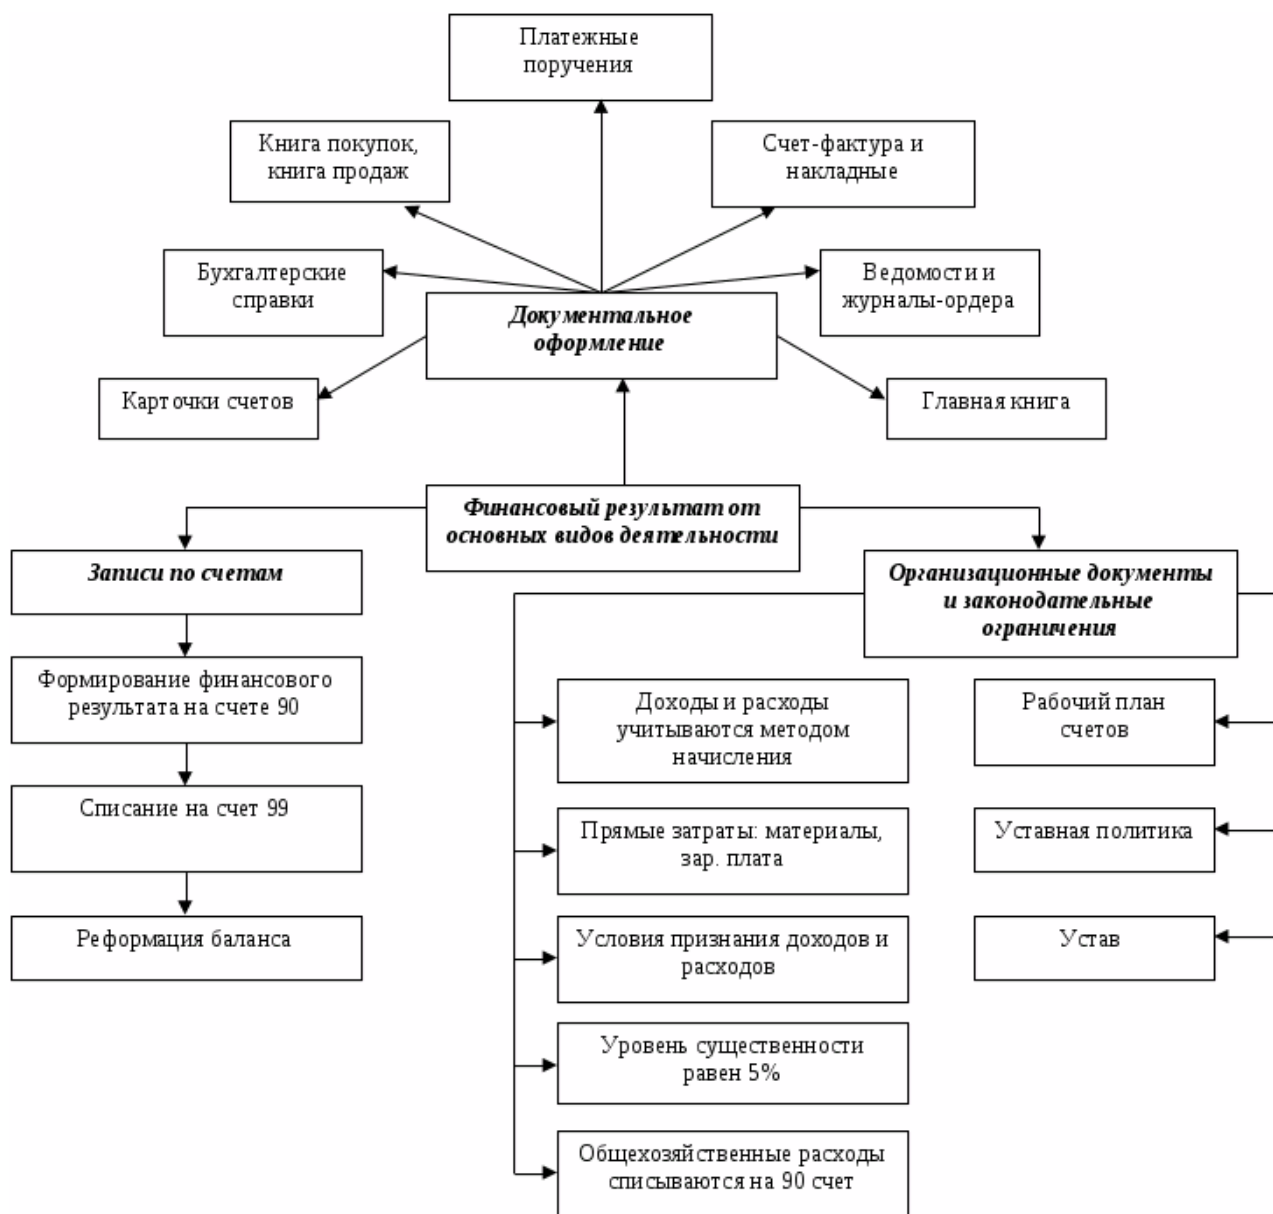 Платежные
поручения
Книга покупок,
книга продаж
Счет-фактура и
накладные
Бухгалтерские
справки
Ведомости и
журналы-ордера
Документальное
оформление
Карточки счетов
Главная книга
Финансовый результат от
основных видов деятельности
Записи по счетам
Организационные документы
и законодательные
ограничения
Формирование финансового
результата на счете 90
Доходы и расходы
учитываются методом
начисления
Рабочий план
счетов
Списание на счет 99
Прямые затраты: материалы,
зар. плата
Уставная политика
Реформация баланса
Условия признания доходов и
расходов
Устав
Уровень существенности
равен 5%
Общехозяйственные расходы
списываются на 90 счет